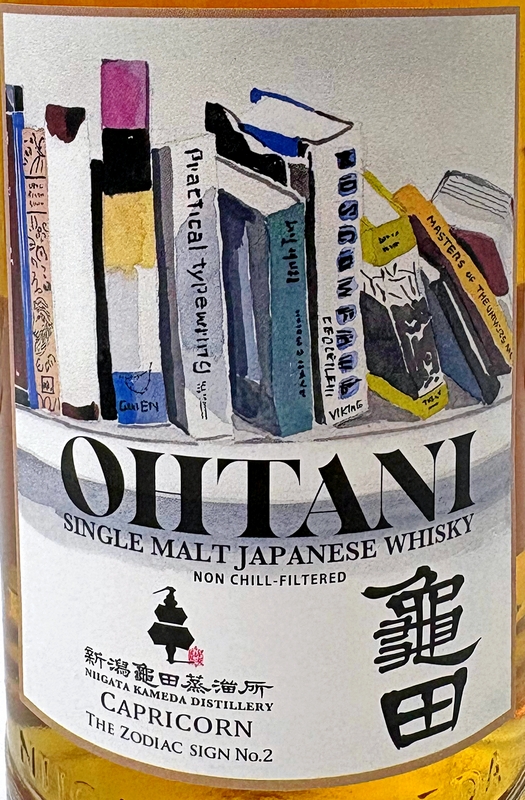 Practical typewriting
VIKING
MASTERS OF THE
OHTANI
SINGLE MALT JAPANESE WHISKY
NON CHILL-FILTERED
新潟亀田蒸溜所
NIIGATA KAMEDA DISTILLERY
CAPRICORN
THE ZODIAC SIGN No.2
龜田